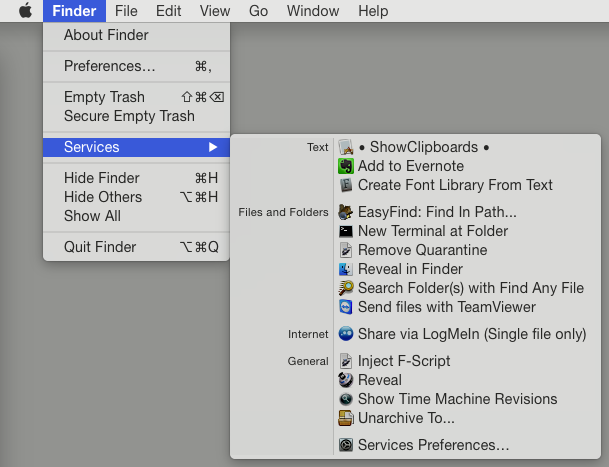 Finder File Edit View Go Window Help
About Finder
Preferences… ⌘,
Empty Trash ⇧⌘⌫
Secure Empty Trash
Services ▶
Hide Finder ⌘H
Hide Others ⌥⌘H
Show All
Quit Finder ⌥⌘Q
Text • ShowClipboards •
Add to Evernote
Create Font Library From Text
Files and Folders EasyFind: Find In Path...
New Terminal at Folder
Remove Quarantine
Reveal in Finder
Search Folder(s) with Find Any File
Send files with TeamViewer
Internet Share via LogMeIn (Single file only)
General Inject F-Script
Reveal
Show Time Machine Revisions
Unarchive To...
Services Preferences…